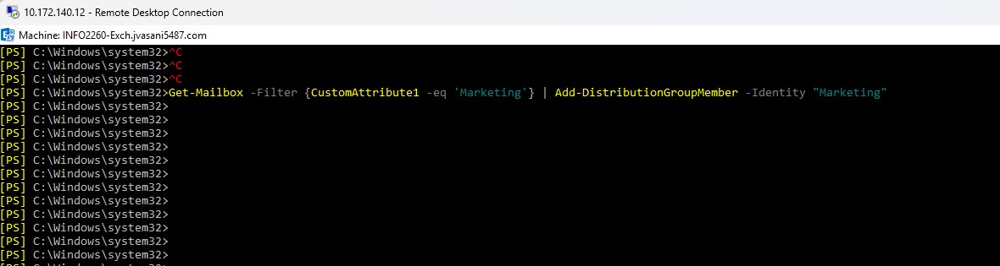 10.172.140.12 - Remote Desktop Connection
Machine: INFO2260-Exch.jvasani5487.com
[PS] C:\Windows\system32>^C
[PS] C:\Windows\system32>^C
[PS] C:\Windows\system32>^C
[PS] C:\Windows\system32>Get-Mailbox -Filter {CustomAttribute1 -eq 'Marketing'} | Add-DistributionGroupMember -Identity "Marketing"
[PS] C:\Windows\system32>
[PS] C:\Windows\system32>
[PS] C:\Windows\system32>
[PS] C:\Windows\system32>
[PS] C:\Windows\system32>
[PS] C:\Windows\system32>
[PS] C:\Windows\system32>
[PS] C:\Windows\system32>
[PS] C:\Windows\system32>
[PS] C:\Windows\system32>
[PS] C:\Windows\system32>
[PS] C:\Windows\system32>
[PS] C:\Windows\system32>